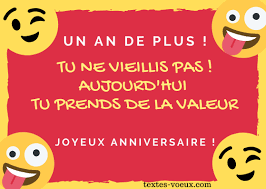 UN AN DE PLUS !
TU NE VIEILLIS PAS !
AUJOURD'HUI
TU PRENDS DE LA VALEUR
JOYEUX ANNIVERSAIRE !
textes-voeux.com